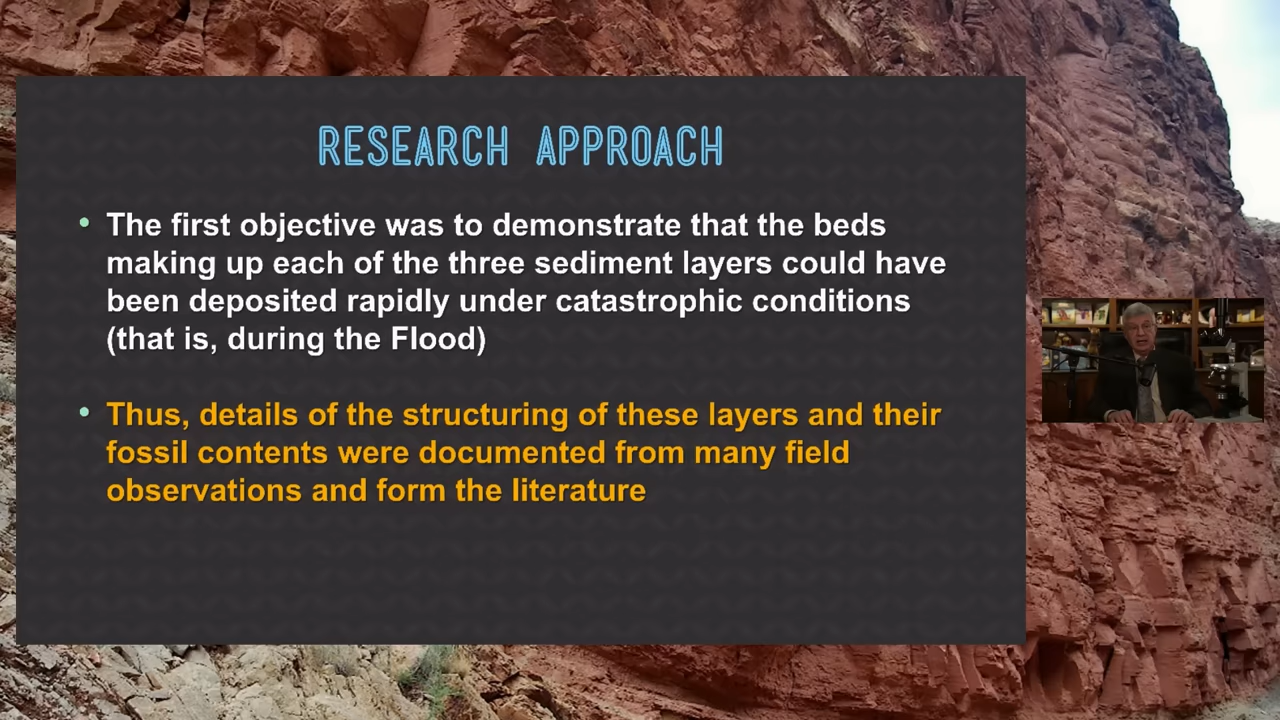 RESEARCH APPROACH
• The first objective was to demonstrate that the beds
making up each of the three sediment layers could have
been deposited rapidly under catastrophic conditions
(that is, during the Flood)
• Thus, details of the structuring of these layers and their
fossil contents were documented from many field
observations and form the literature